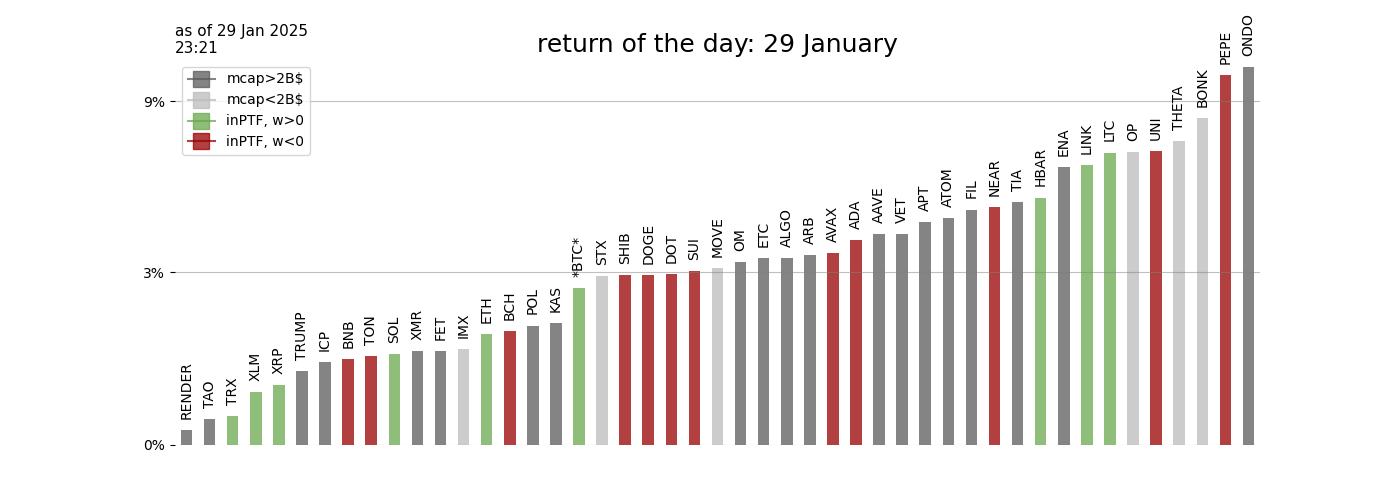 as of 29 Jan 2025
23:21
return of the day: 29 January
mcap>2B$
mcap<2B$
inPTF, w>0
inPTF, w<0
9%
3%
0%
RENDER
TAO
TRX
XLM
XRP
TRUMP
ICP
BNB
TON
SOL
XMR
FET
IMX
ETH
BCH
POL
KAS
*BTC*
STX
SHIB
DOGE
DOT
SUI
MOVE
OM
ETC
ALGO
ARB
AVAX
ADA
AAVE
VET
APT
ATOM
FIL
NEAR
TIA
HBAR
ENA
LINK
LTC
OP
UNI
THETA
BONK
PEPE
ONDO